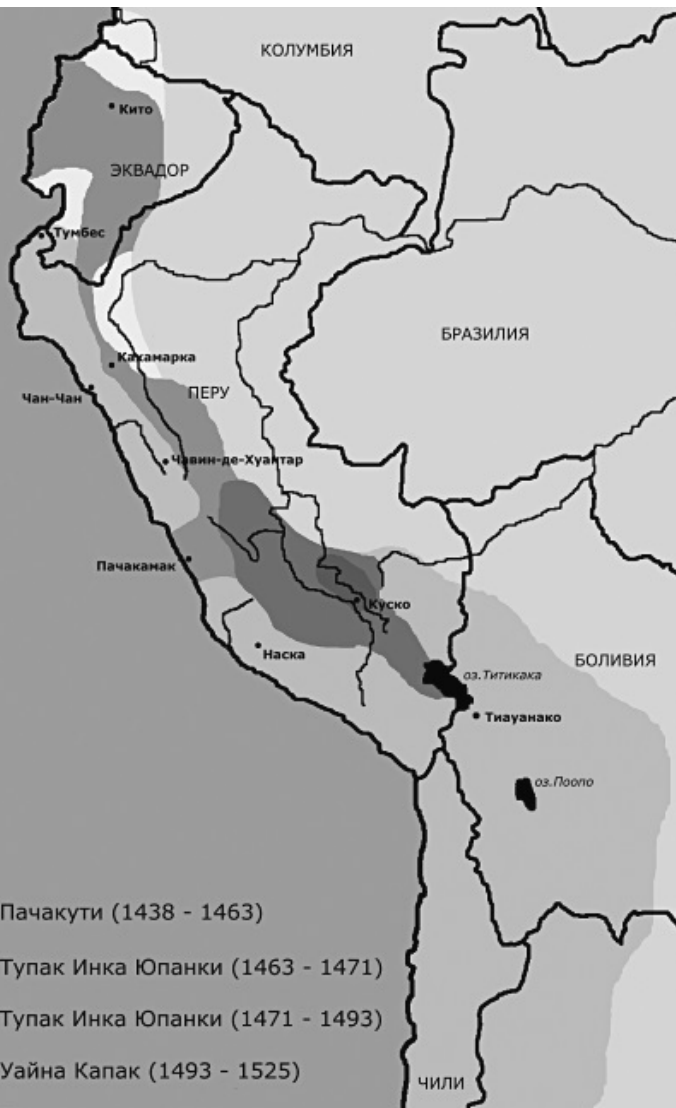 КОЛУМБИЯ
Кито
ЭКВАДОР
Тумбес
БРАЗИЛИЯ
Кахамарка
ПЕРУ
Чан-Чан
Чавин-де-Хуантар
Пачакамак
Куско
Наска
БОЛИВИЯ
оз.Титикака
Тиауанако
оз.Поопо
Пачакути (1438 - 1463)
Тупак Инка Юпанки (1463 - 1471)
Тупак Инка Юпанки (1471 - 1493)
Уайна Капак (1493 - 1525)
ЧИЛИ